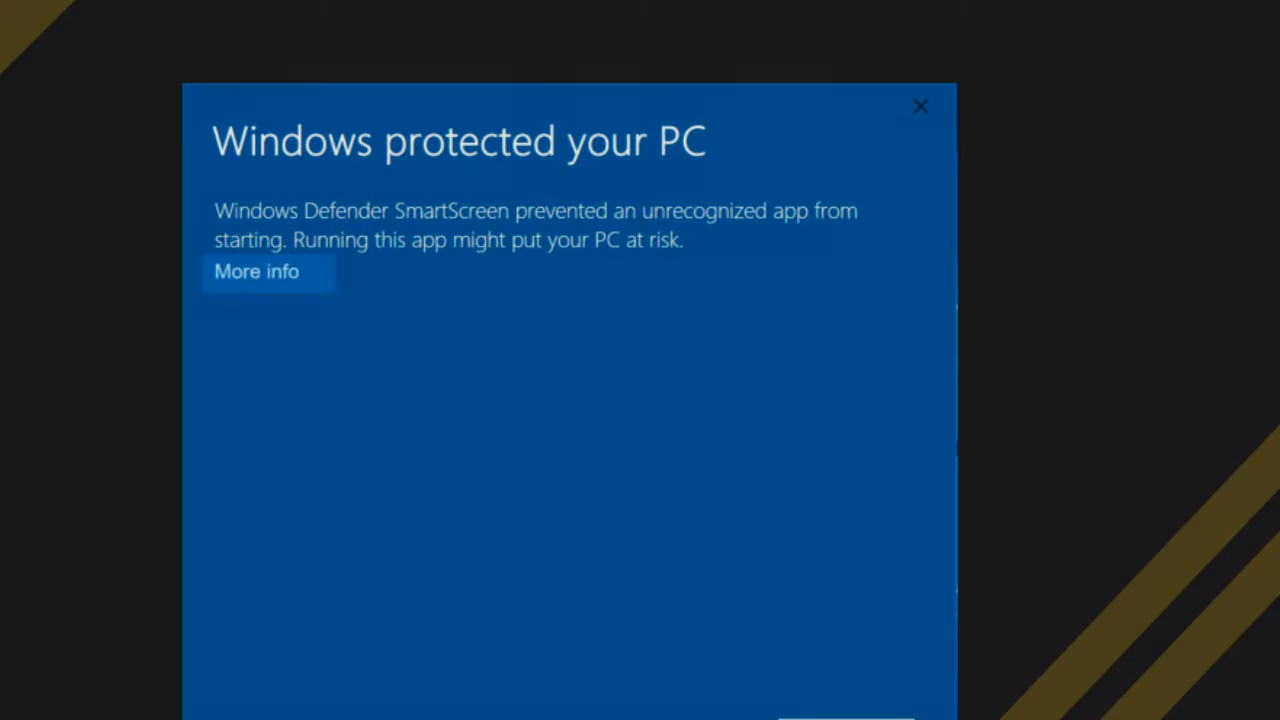 Windows protected your PC
Windows Defender SmartScreen prevented an unrecognized app from
starting. Running this app might put your PC at risk.
More info